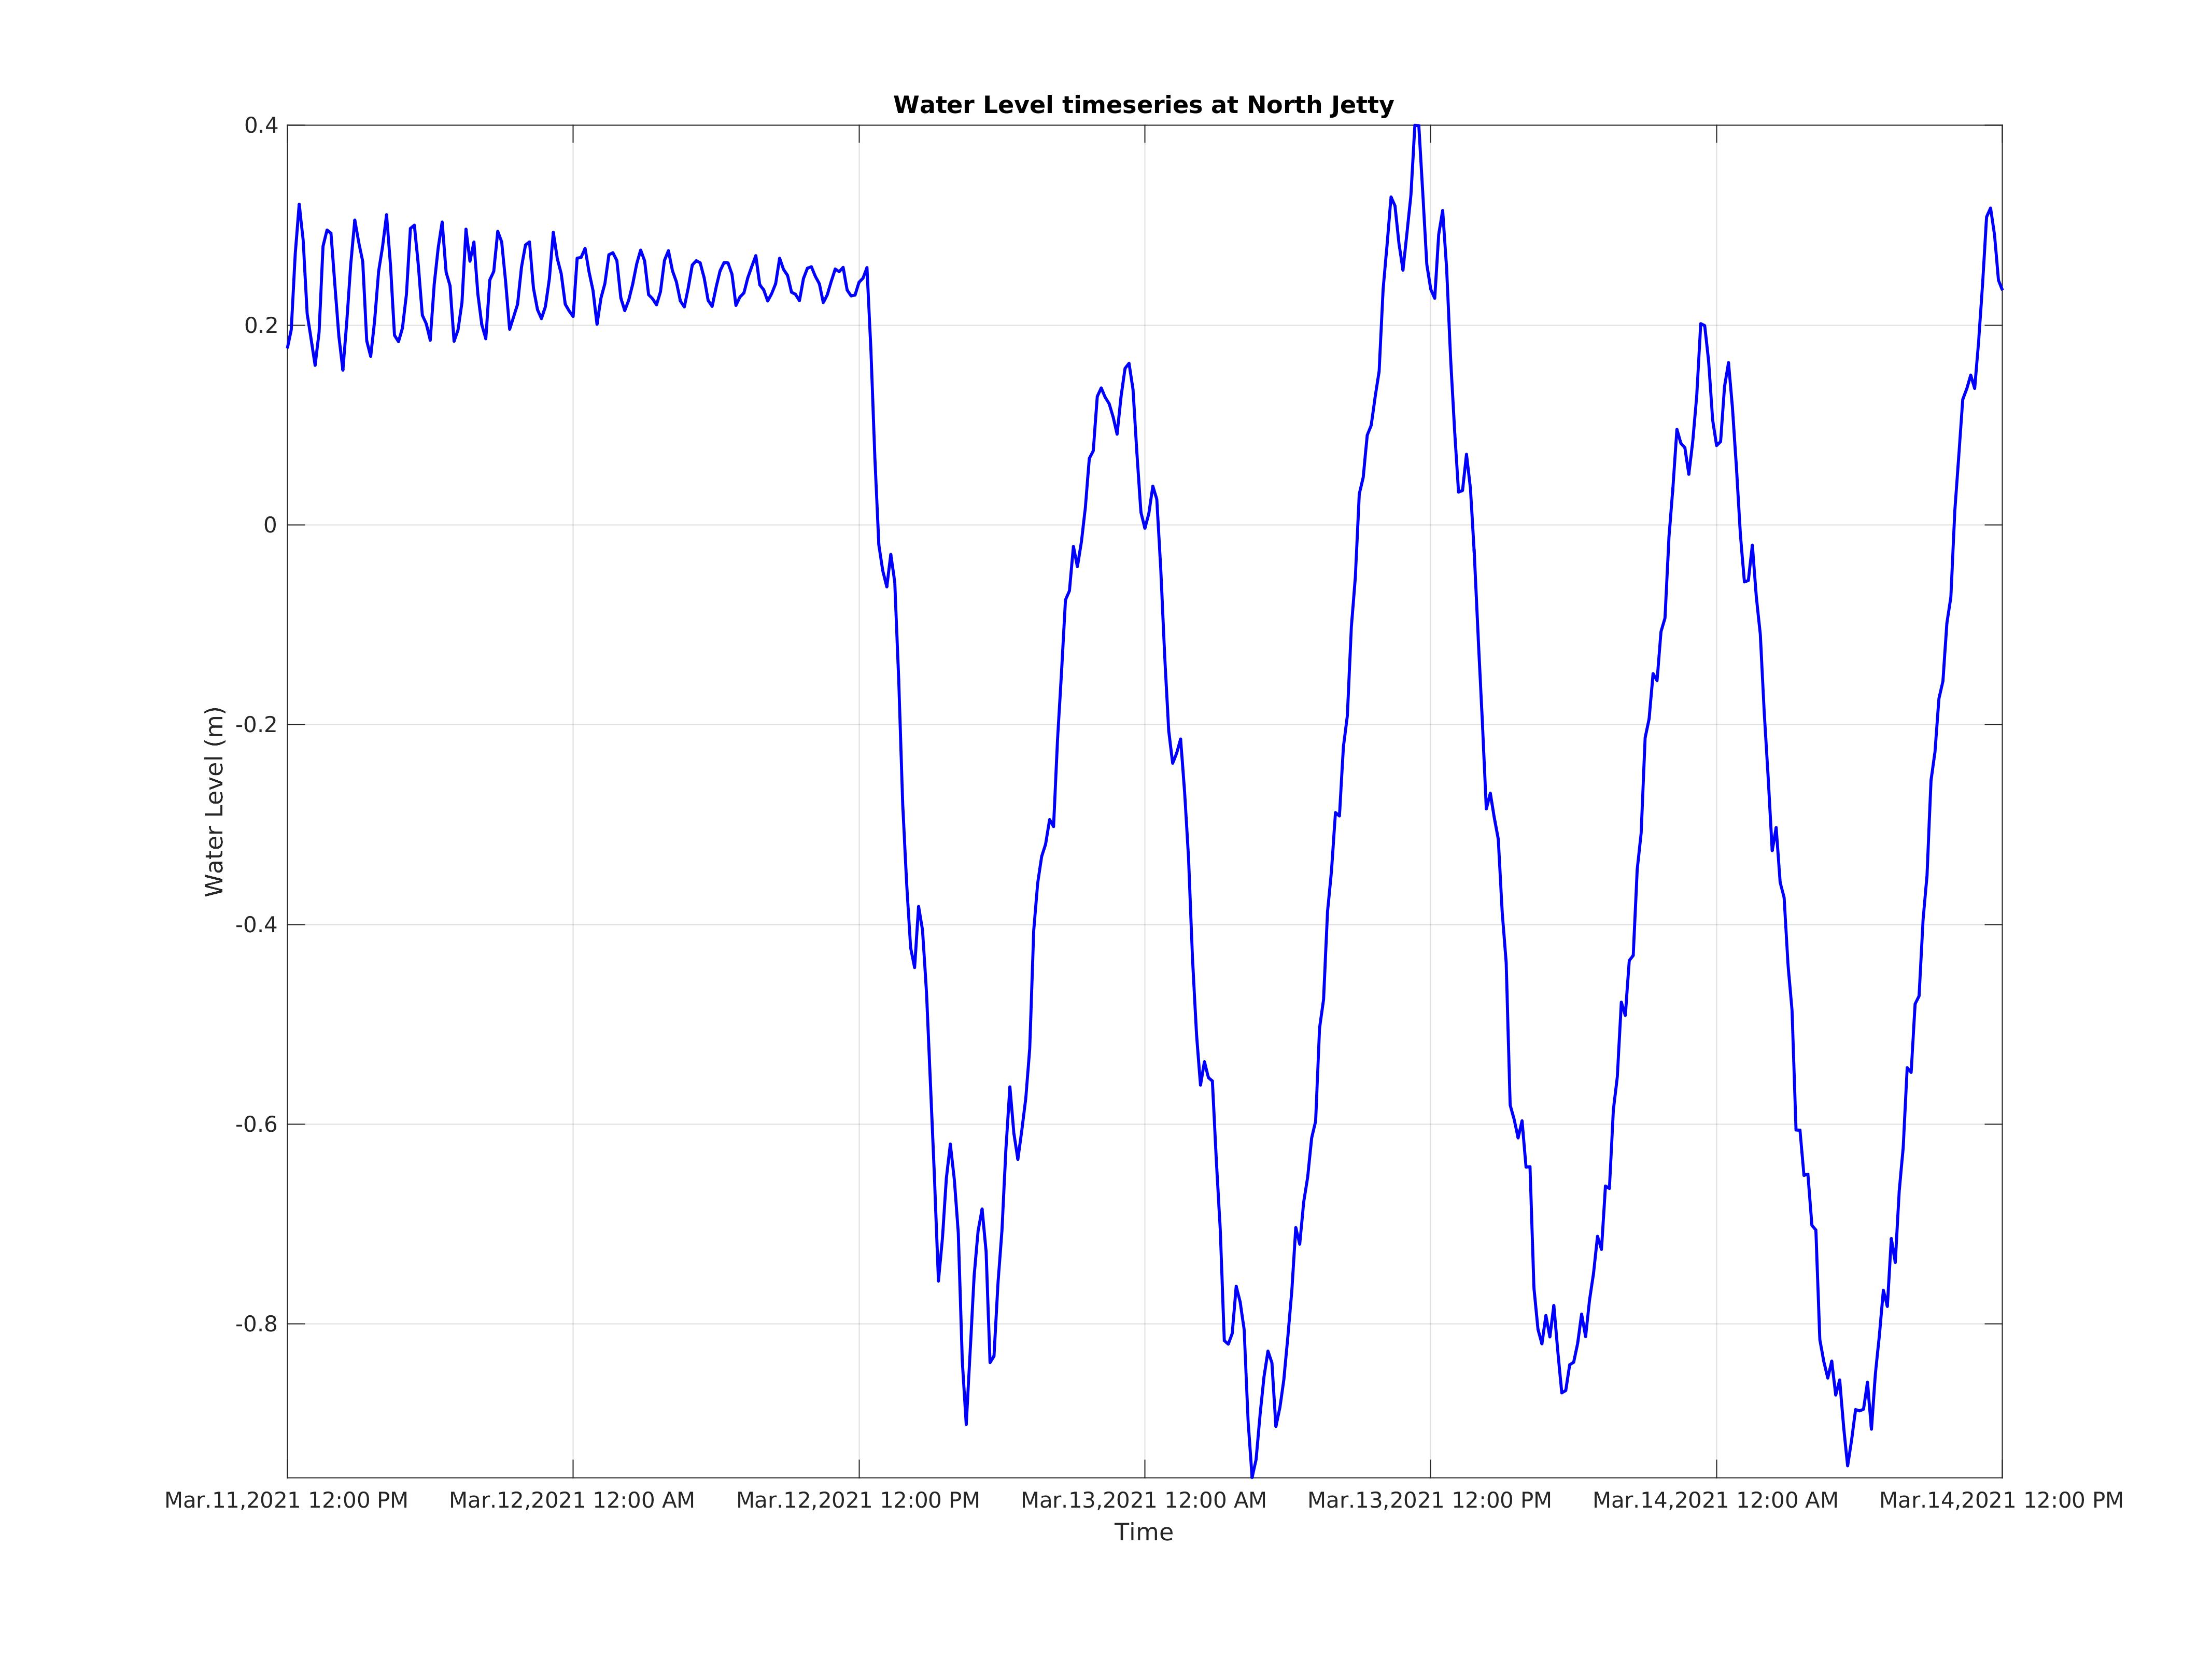 Water Level timeseries at North Jetty
0.4
0.2
0
-0.2
-0.4
-0.6
-0.8
Water Level (m)
Mar.11,2021 12:00 PM Mar.12,2021 12:00 AM Mar.12,2021 12:00 PM Mar.13,2021 12:00 AM Mar.13,2021 12:00 PM Mar.14,2021 12:00 AM Mar.14,2021 12:00 PM
Time